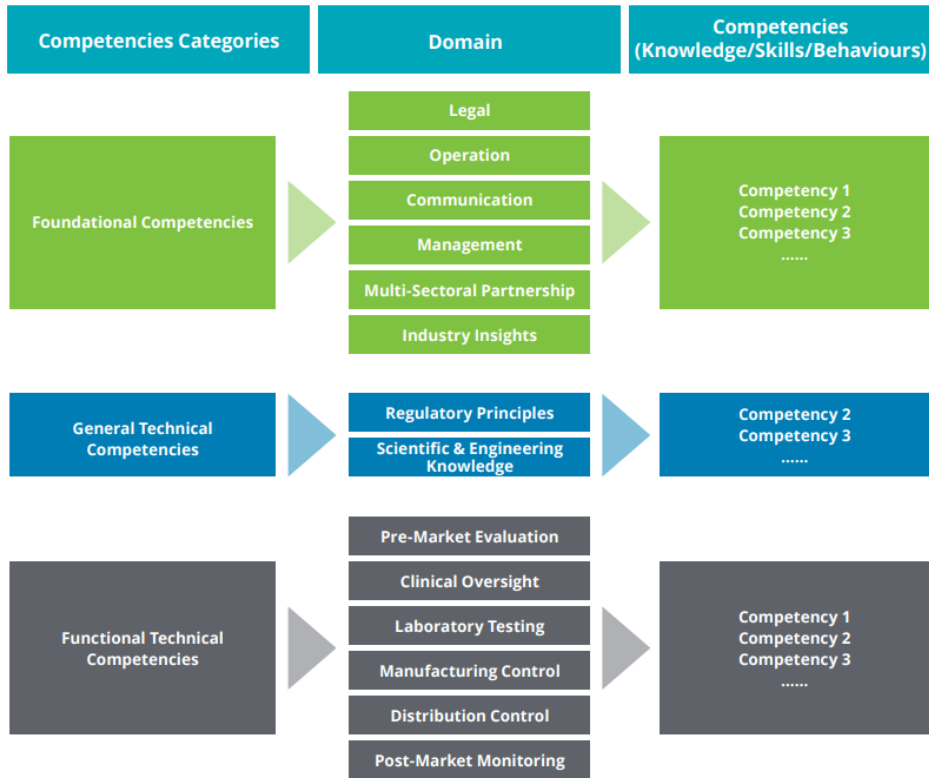 Competencies Categories
Domain
Competencies
(Knowledge/Skills/Behaviours)
Foundational Competencies
Legal
Operation
Communication
Management
Multi-Sectoral Partnership
Industry Insights
Competency 1
Competency 2
Competency 3
......
General Technical
Competencies
Regulatory Principles
Scientific & Engineering
Knowledge
Competency 2
Competency 3
......
Functional Technical
Competencies
Pre-Market Evaluation
Clinical Oversight
Laboratory Testing
Manufacturing Control
Distribution Control
Post-Market Monitoring
Competency 1
Competency 2
Competency 3
......